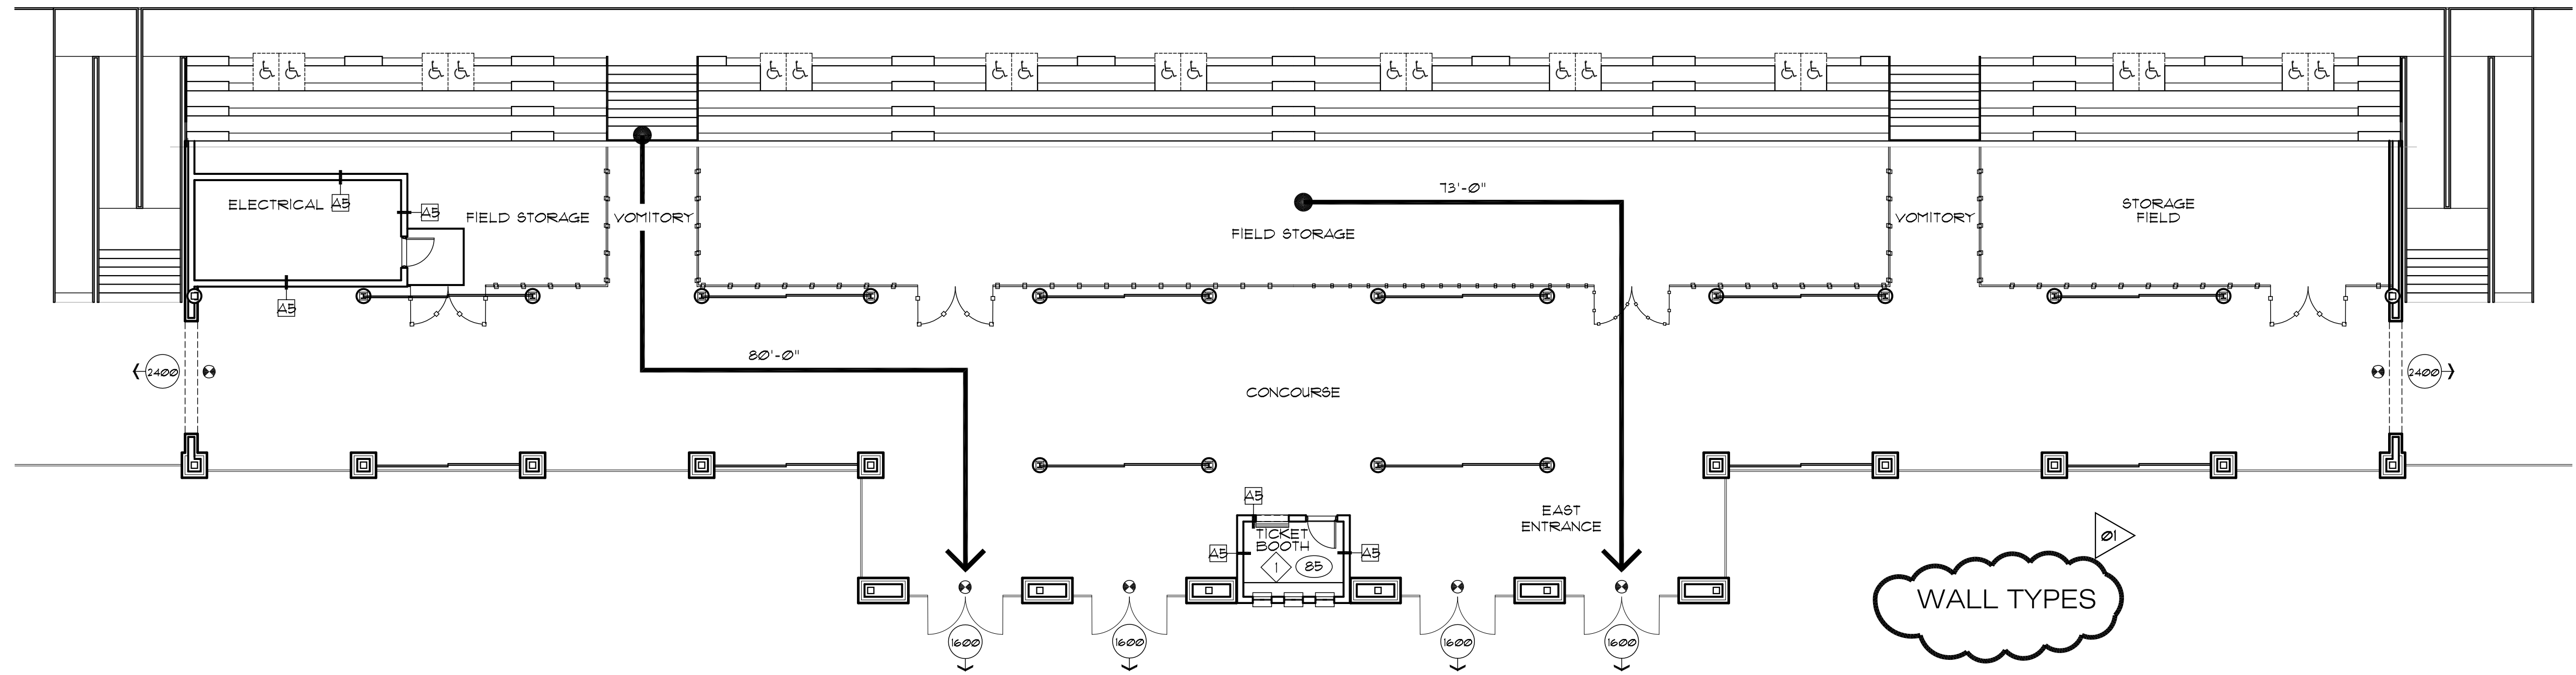 73'-0"
ELECTRICAL
A5
A5
FIELD STORAGE
VOMITORY
FIELD STORAGE
VOMITORY
STORAGE
FIELD
A5
80'-0"
2400
2400
CONCOURSE
A5
EAST
ENTRANCE
TICKET
BOOTH
A5
A5
1
85
01
WALL TYPES
1600
1600
1600
1600